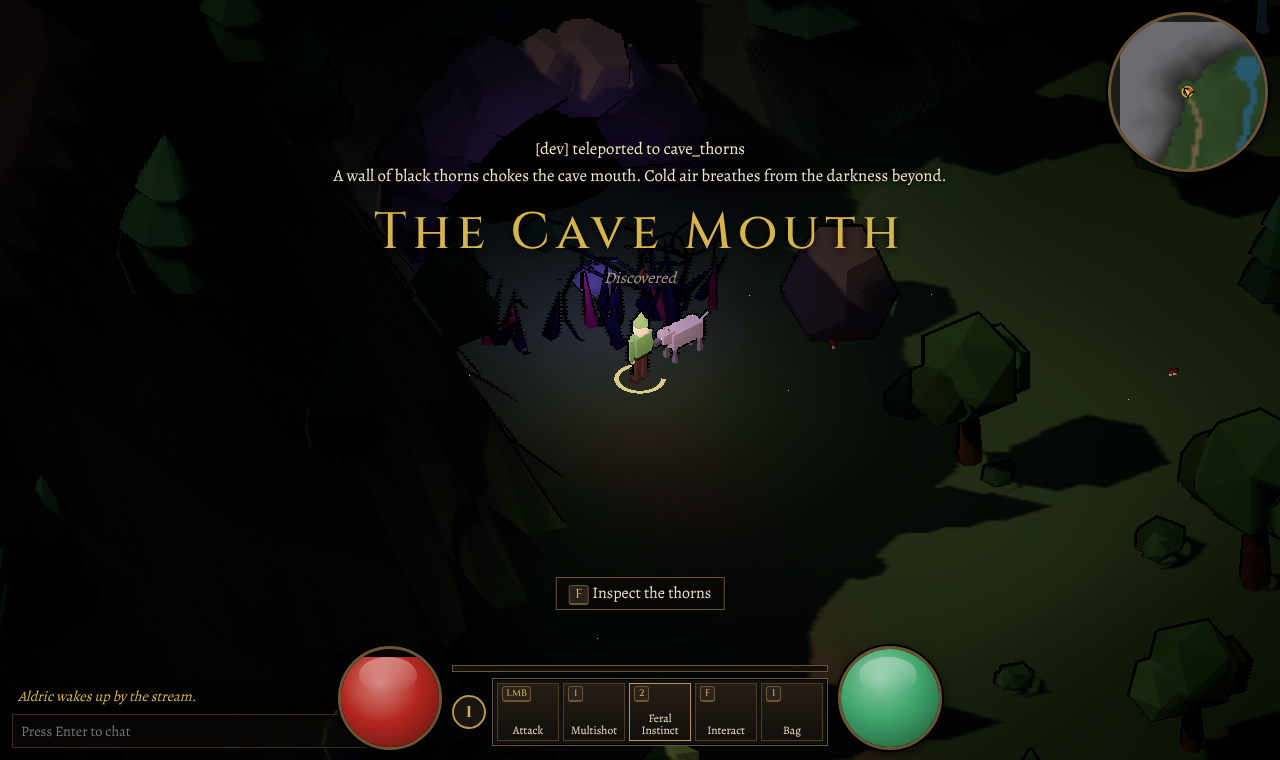 [dev] teleported to cave_thorns
A wall of black thorns chokes the cave mouth. Cold air breathes from the darkness beyond.
The Cave Mouth
Discovered
F Inspect the thorns
Aldric wakes up by the stream.
Press Enter to chat
1
LMB Attack
1 Multishot
2 Feral Instinct
F Interact
I Bag